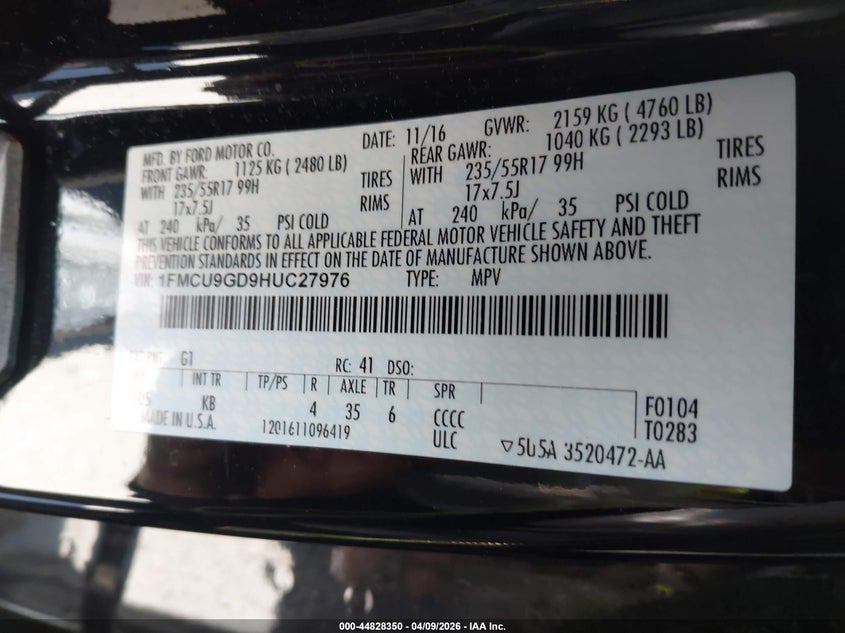 MFD. BY FORD MOTOR CO. DATE: 11/16 GVWR: 2159 KG ( 4760 LB)
FRONT GAWR: 1125 KG ( 2480 LB) REAR GAWR: 1040 KG ( 2293 LB)
WITH 235/55R17 99H TIRES WITH 235/55R17 99H TIRES
17x7.5J RIMS 17x7.5J RIMS
AT 240 kPa/ 35 PSI COLD AT 240 kPa/ 35 PSI COLD
THIS VEHICLE CONFORMS TO ALL APPLICABLE FEDERAL MOTOR VEHICLE SAFETY AND THEFT
PREVENTION STANDARDS IN EFFECT ON THE DATE OF MANUFACTURE SHOWN ABOVE.
VIN: 1FMCU9GD9HUC27976 TYPE: MPV
G1 RC: 41 DSO:
INT TR TP/PS R AXLE TR SPR
KB 4 35 6 CCCC F0104
MADE IN U.S.A. 1201611096419 ULC T0283
5U5A 3520472-AA
000-44828350 | 04/09/2026 - IAA Inc.